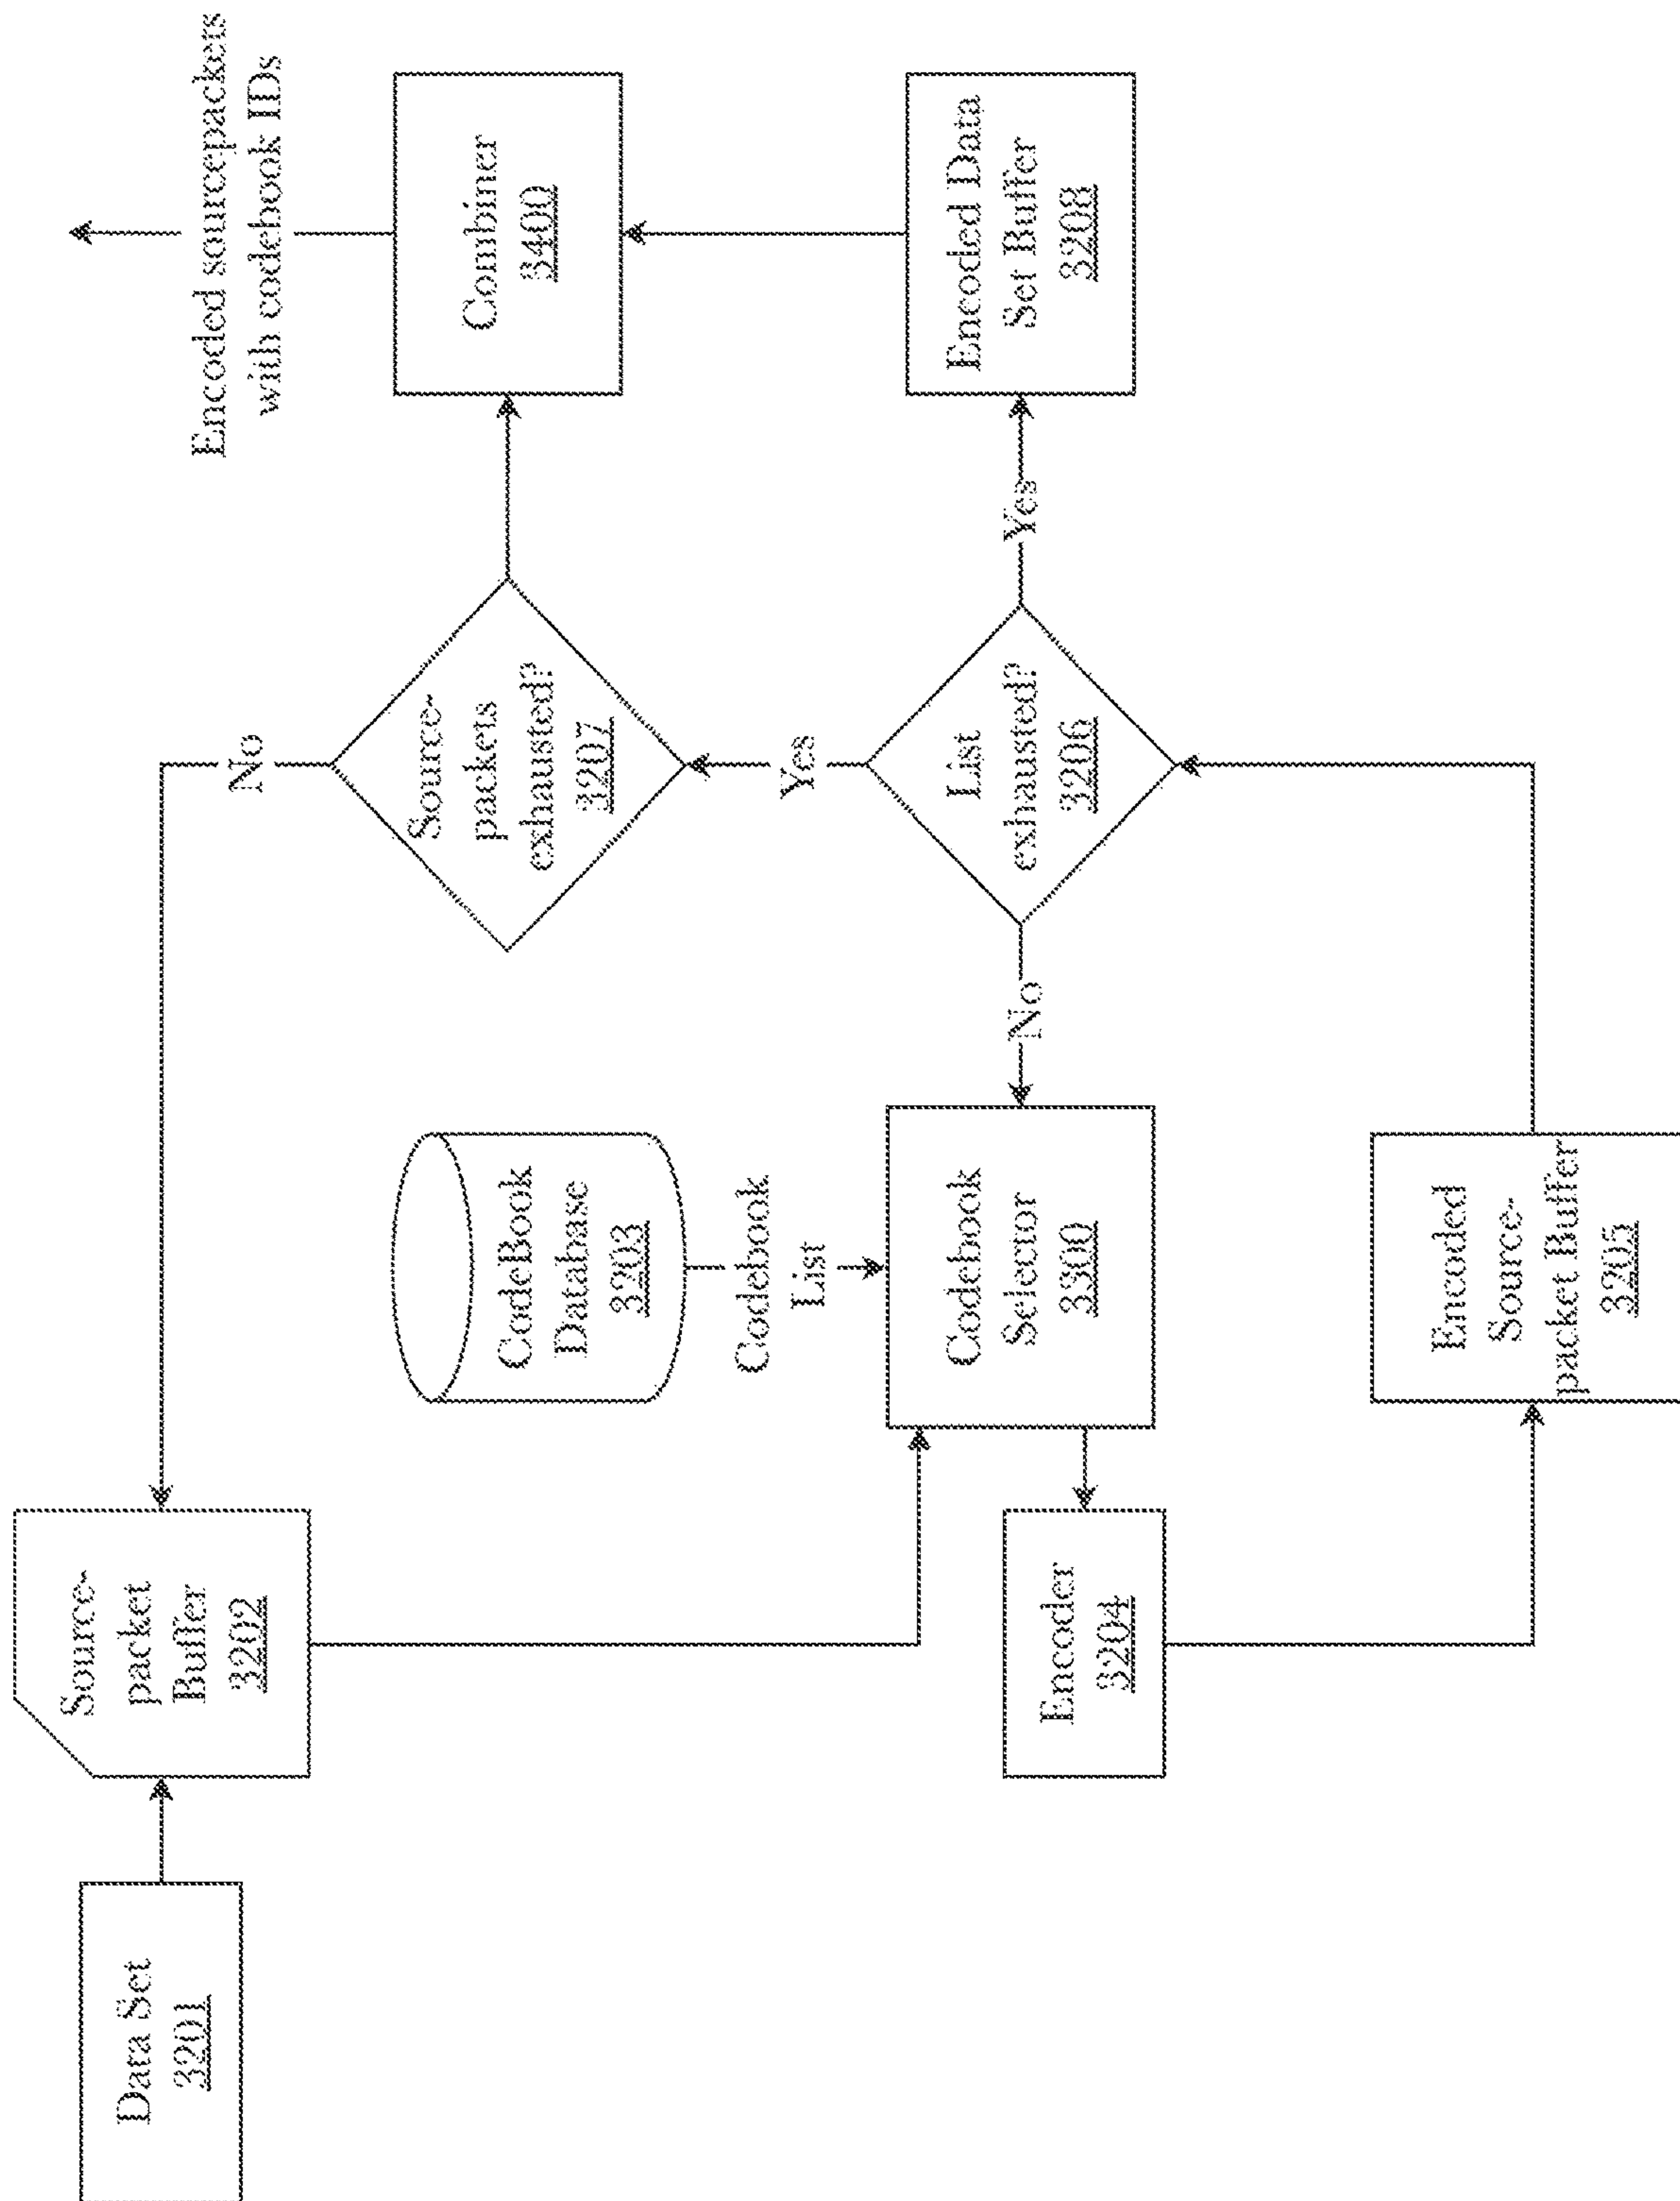 Data Set
3201
Source-
packet
Buffer
3202
CodeBook
Database
3203
Codebook
List
Codebook
Selector
3300
Encoder
3204
Encoded
Source-
packet Buffer
3205
No
Source-
packets
exhausted?
3207
Yes
No
List
exhausted?
3206
Yes
Encoded sourcepackets
with codebook IDs
Combiner
3400
Encoded Data
Set Buffer
3208